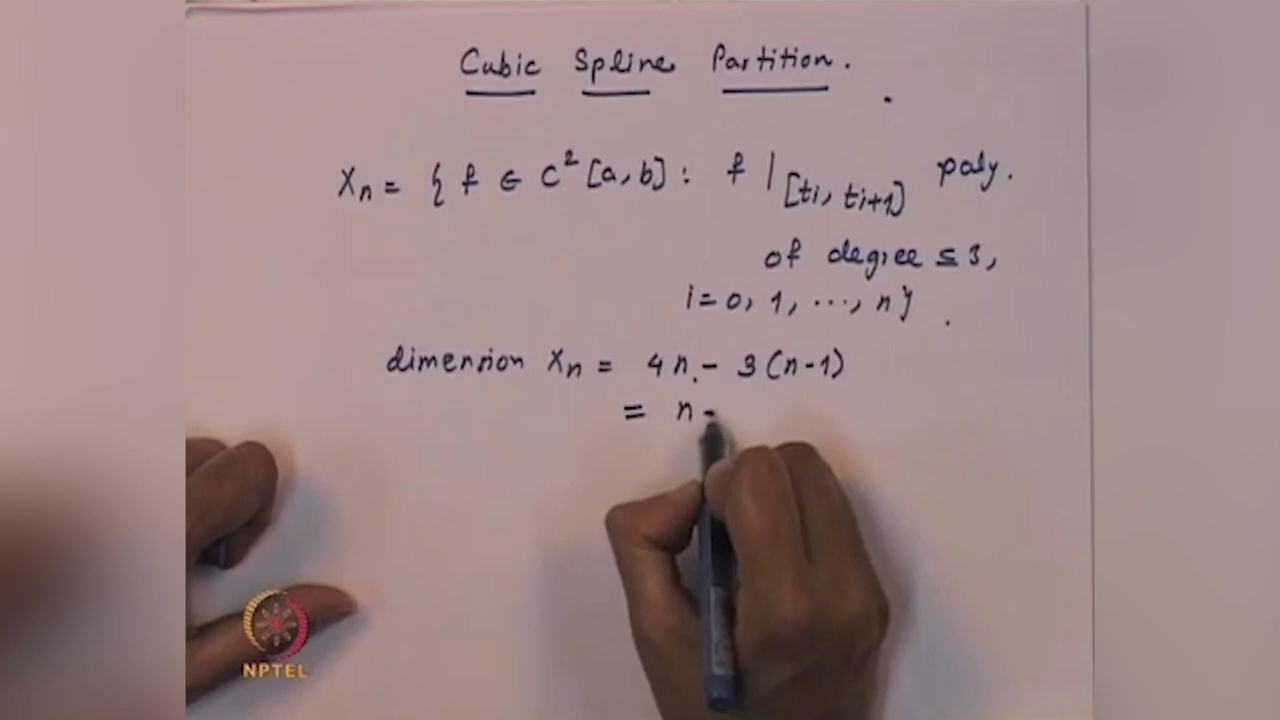 Cubic Spline Partition.
Xn = { f ∈ C² [a, b] : f |[ti, ti+1] poly.
of degree ≤ 3,
i = 0, 1, ..., n }
dimension Xn = 4n - 3(n-1)
= n -
NPTEL